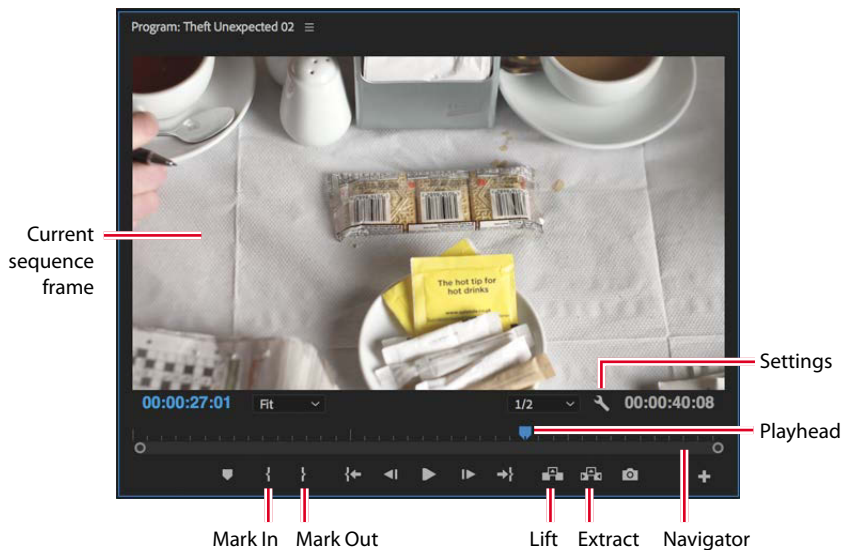 Program: Theft Unexpected 02
The hot tip for
hot drinks
Current
sequence
frame
Settings
00:00:27:01 Fit 1/2 00:00:40:08
Playhead
Mark In Mark Out Lift Extract Navigator